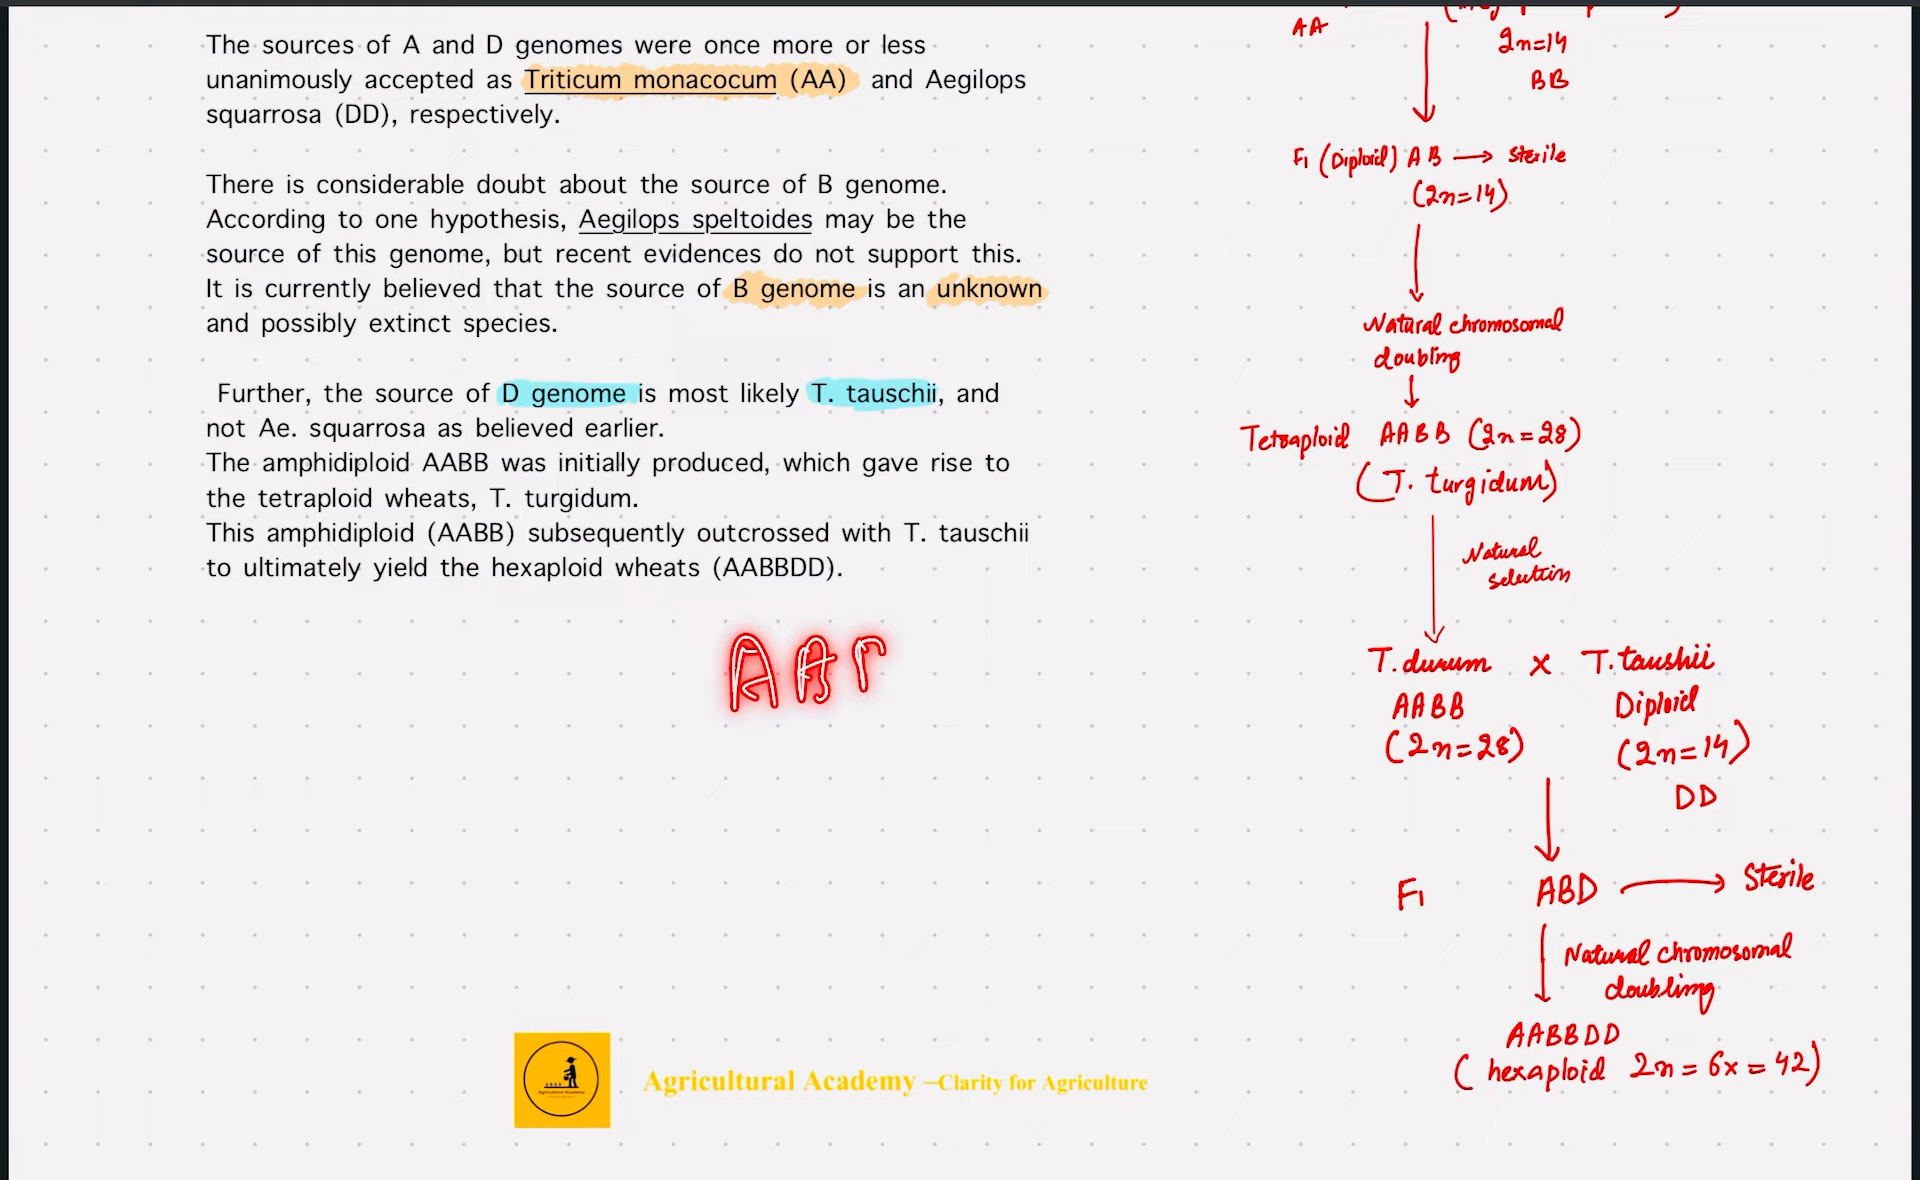 The sources of A and D genomes were once more or less
unanimously accepted as Triticum monacocum (AA) and Aegilops
squarrosa (DD), respectively.
There is considerable doubt about the source of B genome.
According to one hypothesis, Aegilops speltoides may be the
source of this genome, but recent evidences do not support this.
It is currently believed that the source of B genome is an unknown
and possibly extinct species.
Further, the source of D genome is most likely T. tauschii, and
not Ae. squarrosa as believed earlier.
The amphidiploid AABB was initially produced, which gave rise to
the tetraploid wheats, T. turgidum.
This amphidiploid (AABB) subsequently outcrossed with T. tauschii
to ultimately yield the hexaploid wheats (AABBDD).
Agricultural Academy –Clarity for Agriculture
AA
2n=14
BB
F1 (Diploid) AB → Sterile
(2n=14)
Natural chromosomal
doubling
Tetraploid AABB (2n=28)
(T. turgidum)
Natural
selection
T. durum x T. taushii
AABB Diploid
(2n=28) (2n=14)
DD
F1 ABD → Sterile
Natural chromosomal
doubling
AABBDD
(hexaploid 2n = 6x = 42)